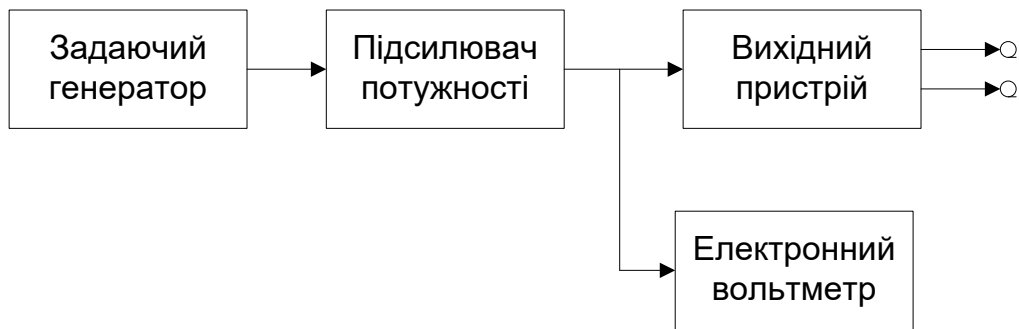 Задаючий
генератор
Підсилювач
потужності
Вихідний
пристрій
Електронний
вольтметр